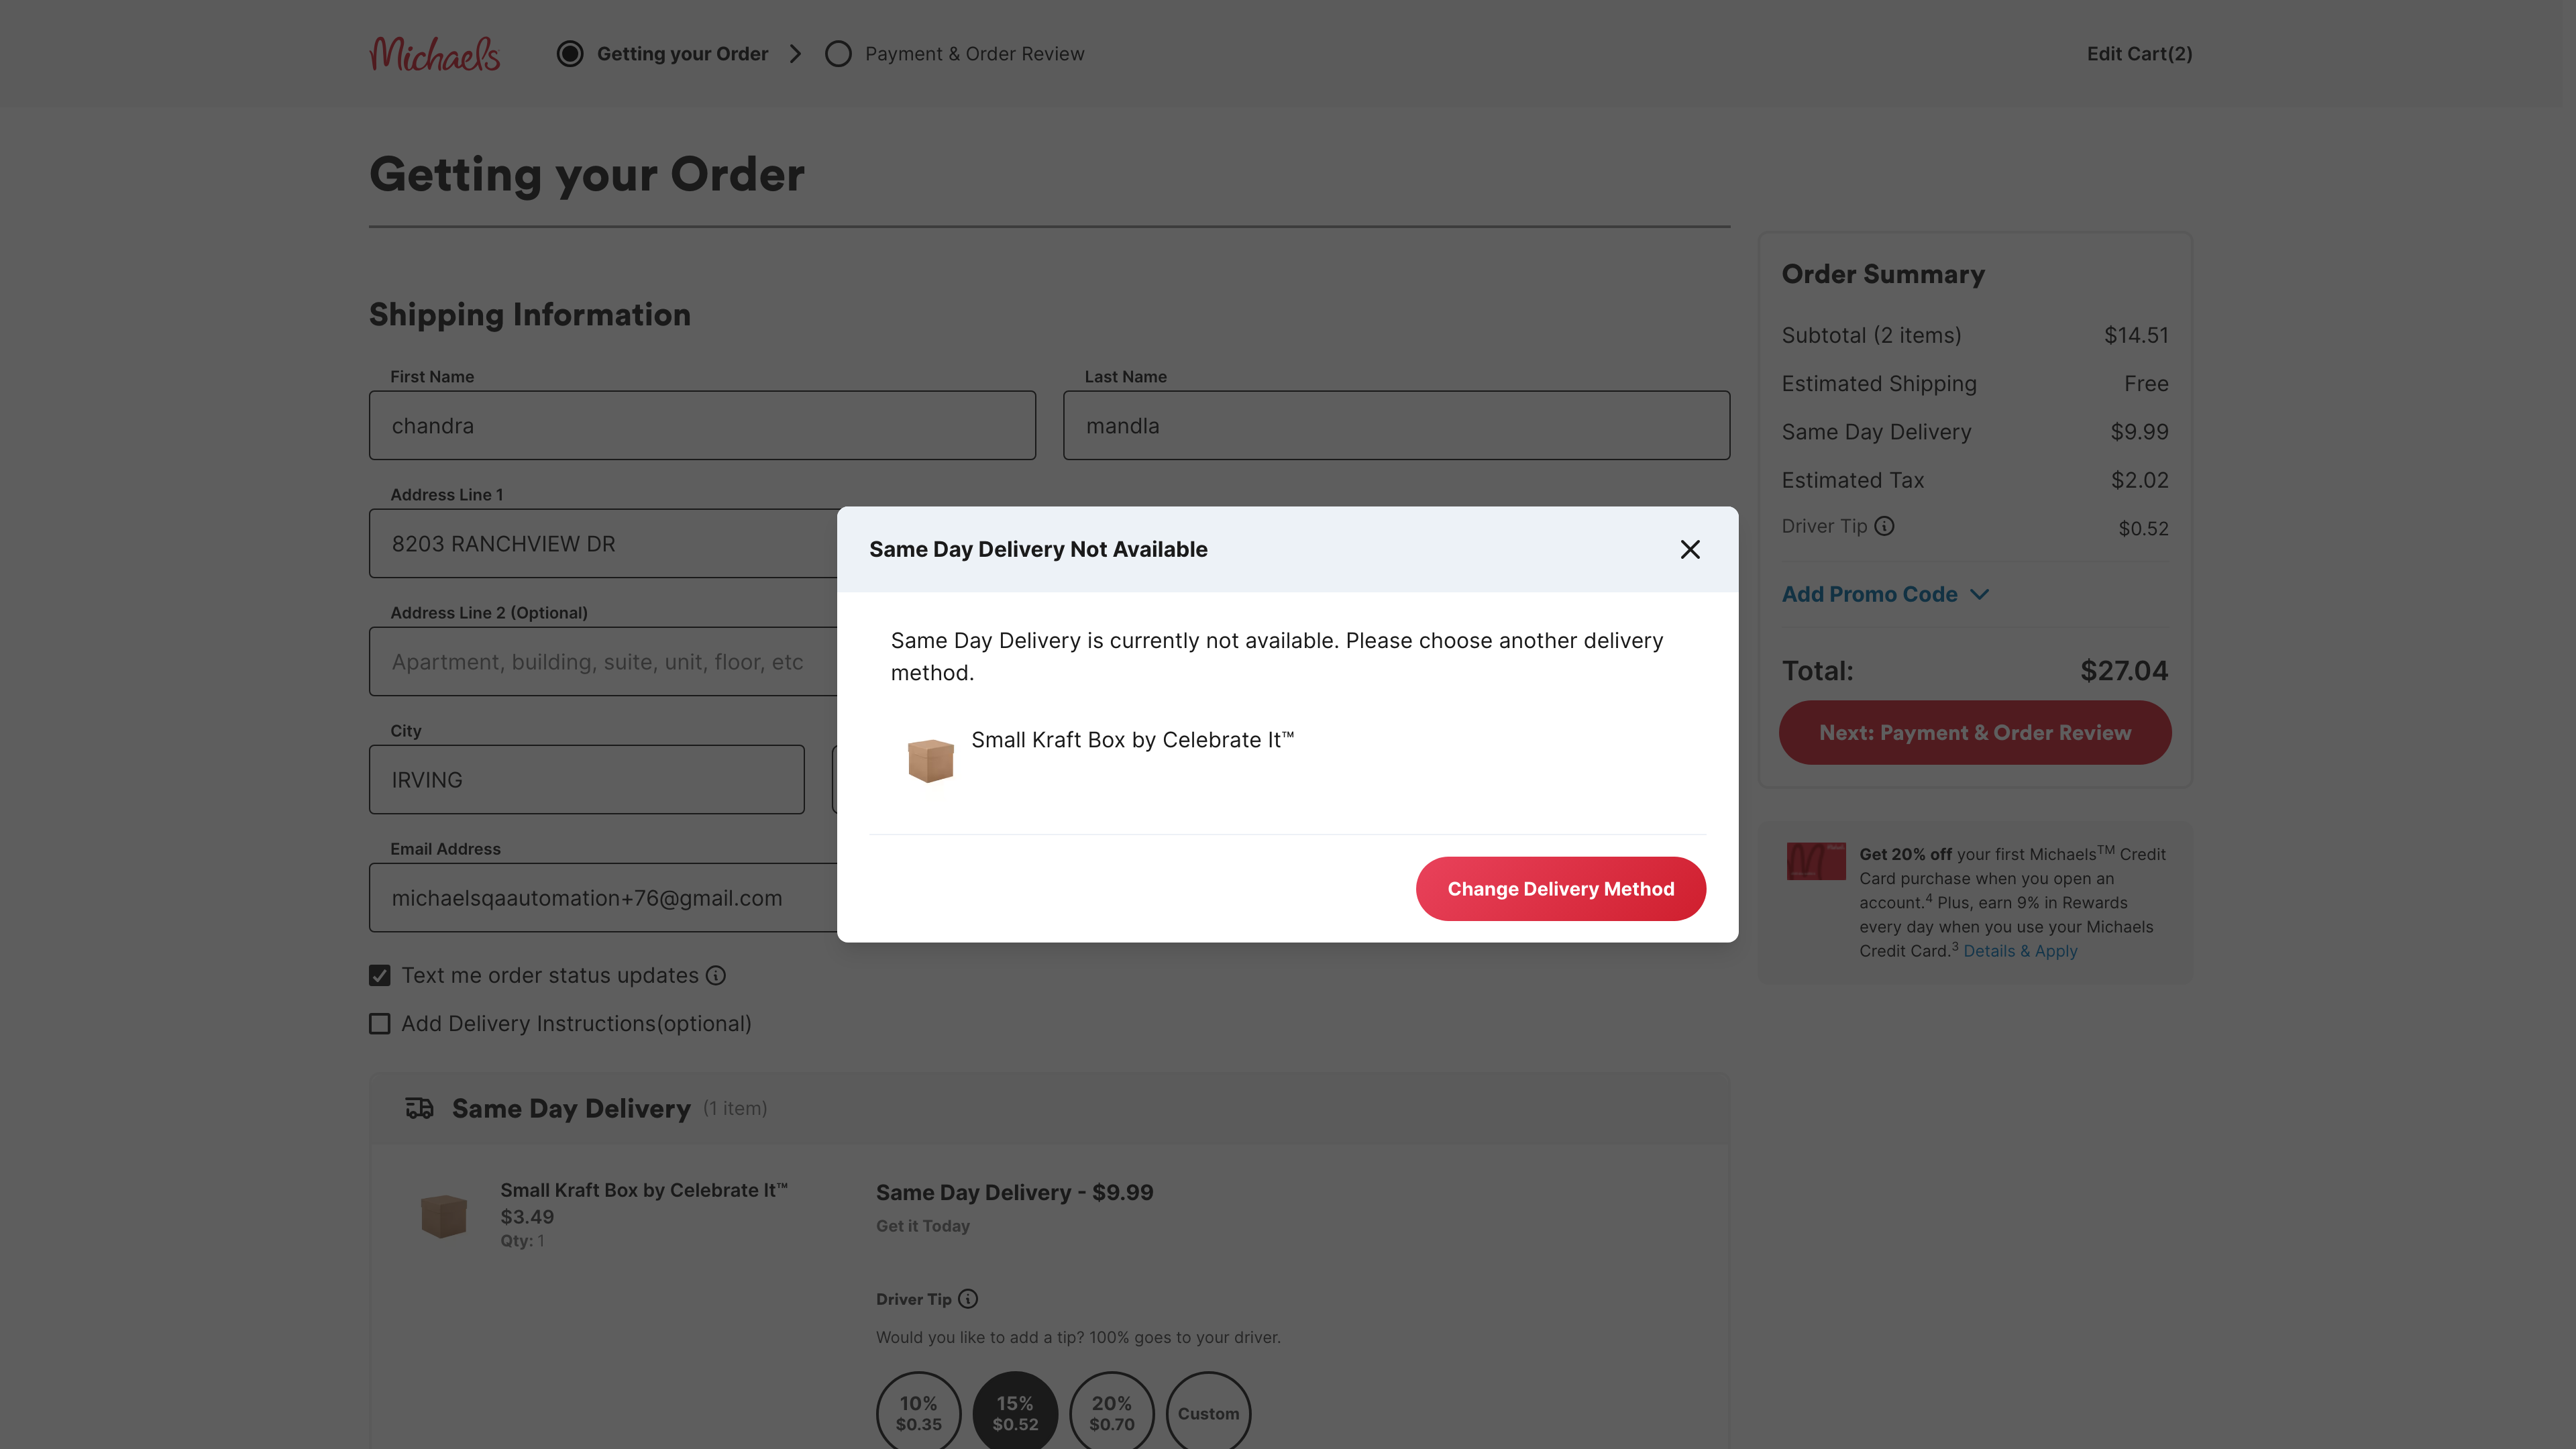 Michaels
Getting your Order
Payment & Order Review
Edit Cart(2)
Getting your Order
Shipping Information
First Name
Last Name
chandra
mandla
Address Line 1
8203 RANCHVIEW DR
Address Line 2 (Optional)
Apartment, building, suite, unit, floor, etc
City
IRVING
Email Address
michaelsqaautomation+76@gmail.com
Text me order status updates
Add Delivery Instructions(optional)
Same Day Delivery Not Available
Same Day Delivery is currently not available. Please choose another delivery
method.
Small Kraft Box by Celebrate It™
Change Delivery Method
Order Summary
Subtotal (2 items) $14.51
Estimated Shipping Free
Same Day Delivery $9.99
Estimated Tax $2.02
Driver Tip $0.52
Add Promo Code
Total: $27.04
Next: Payment & Order Review
Get 20% off your first Michaels™ Credit
Card purchase when you open an
account.4 Plus, earn 9% in Rewards
every day when you use your Michaels
Credit Card.3 Details & Apply
Same Day Delivery (1 item)
Small Kraft Box by Celebrate It™
$3.49
Qty: 1
Same Day Delivery - $9.99
Get it Today
Driver Tip
Would you like to add a tip? 100% goes to your driver.
10%
$0.35
15%
$0.52
20%
$0.70
Custom